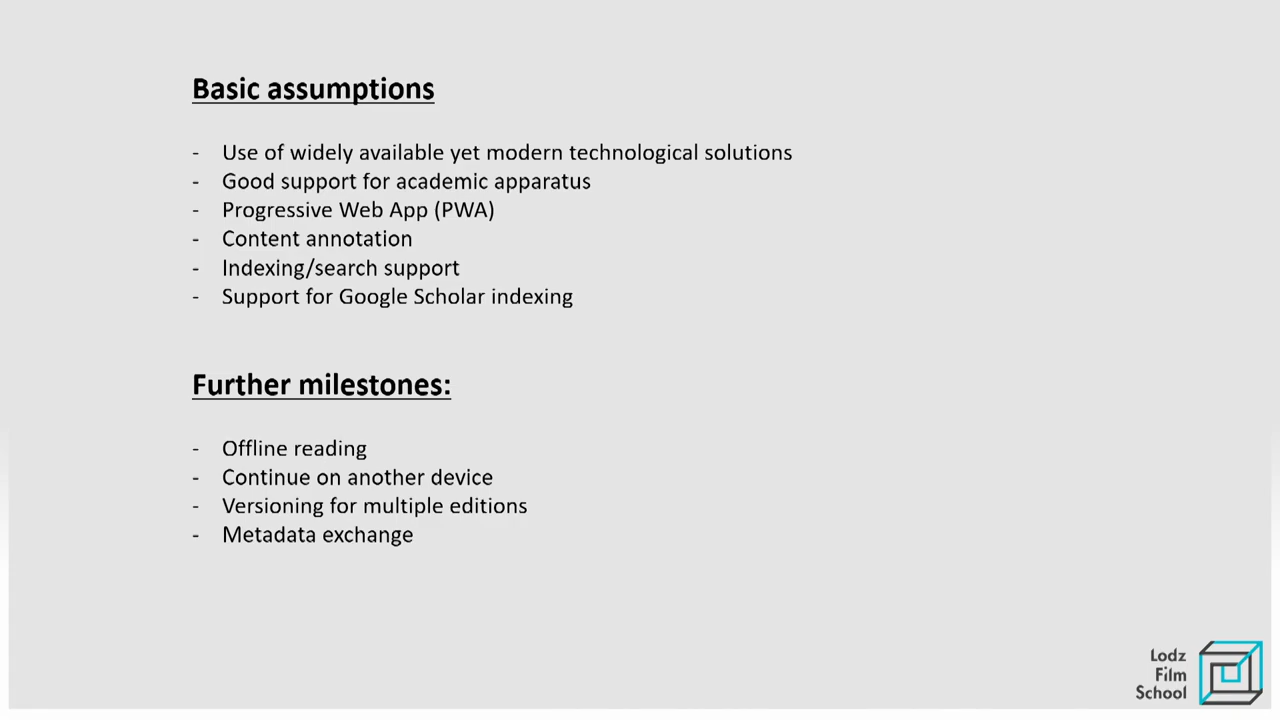 Basic assumptions
- Use of widely available yet modern technological solutions
- Good support for academic apparatus
- Progressive Web App (PWA)
- Content annotation
- Indexing/search support
- Support for Google Scholar indexing
Further milestones:
- Offline reading
- Continue on another device
- Versioning for multiple editions
- Metadata exchange
Lodz
Film
School